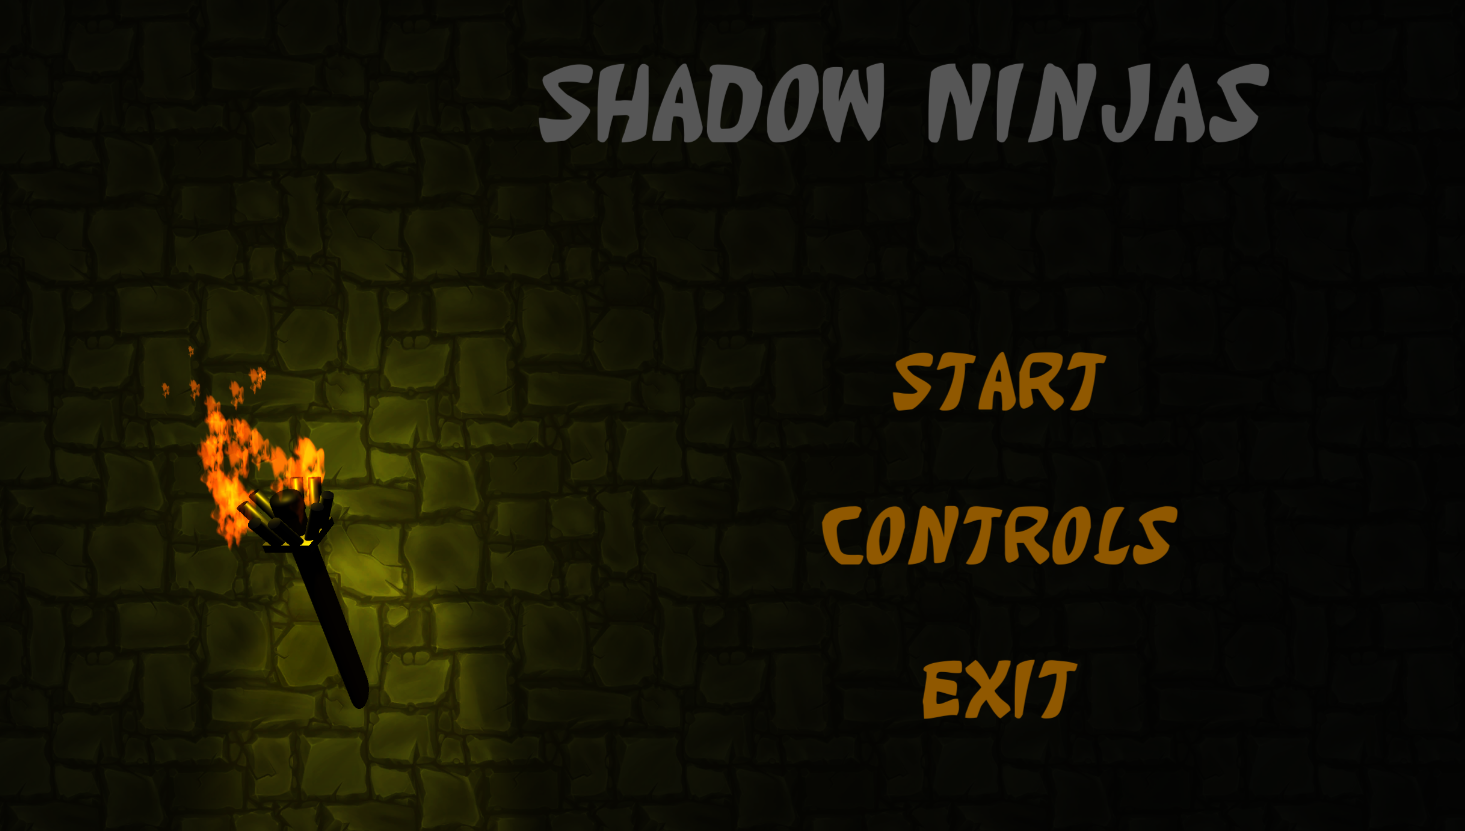 SHADOW NINJAS
START
CONTROLS
EXIT